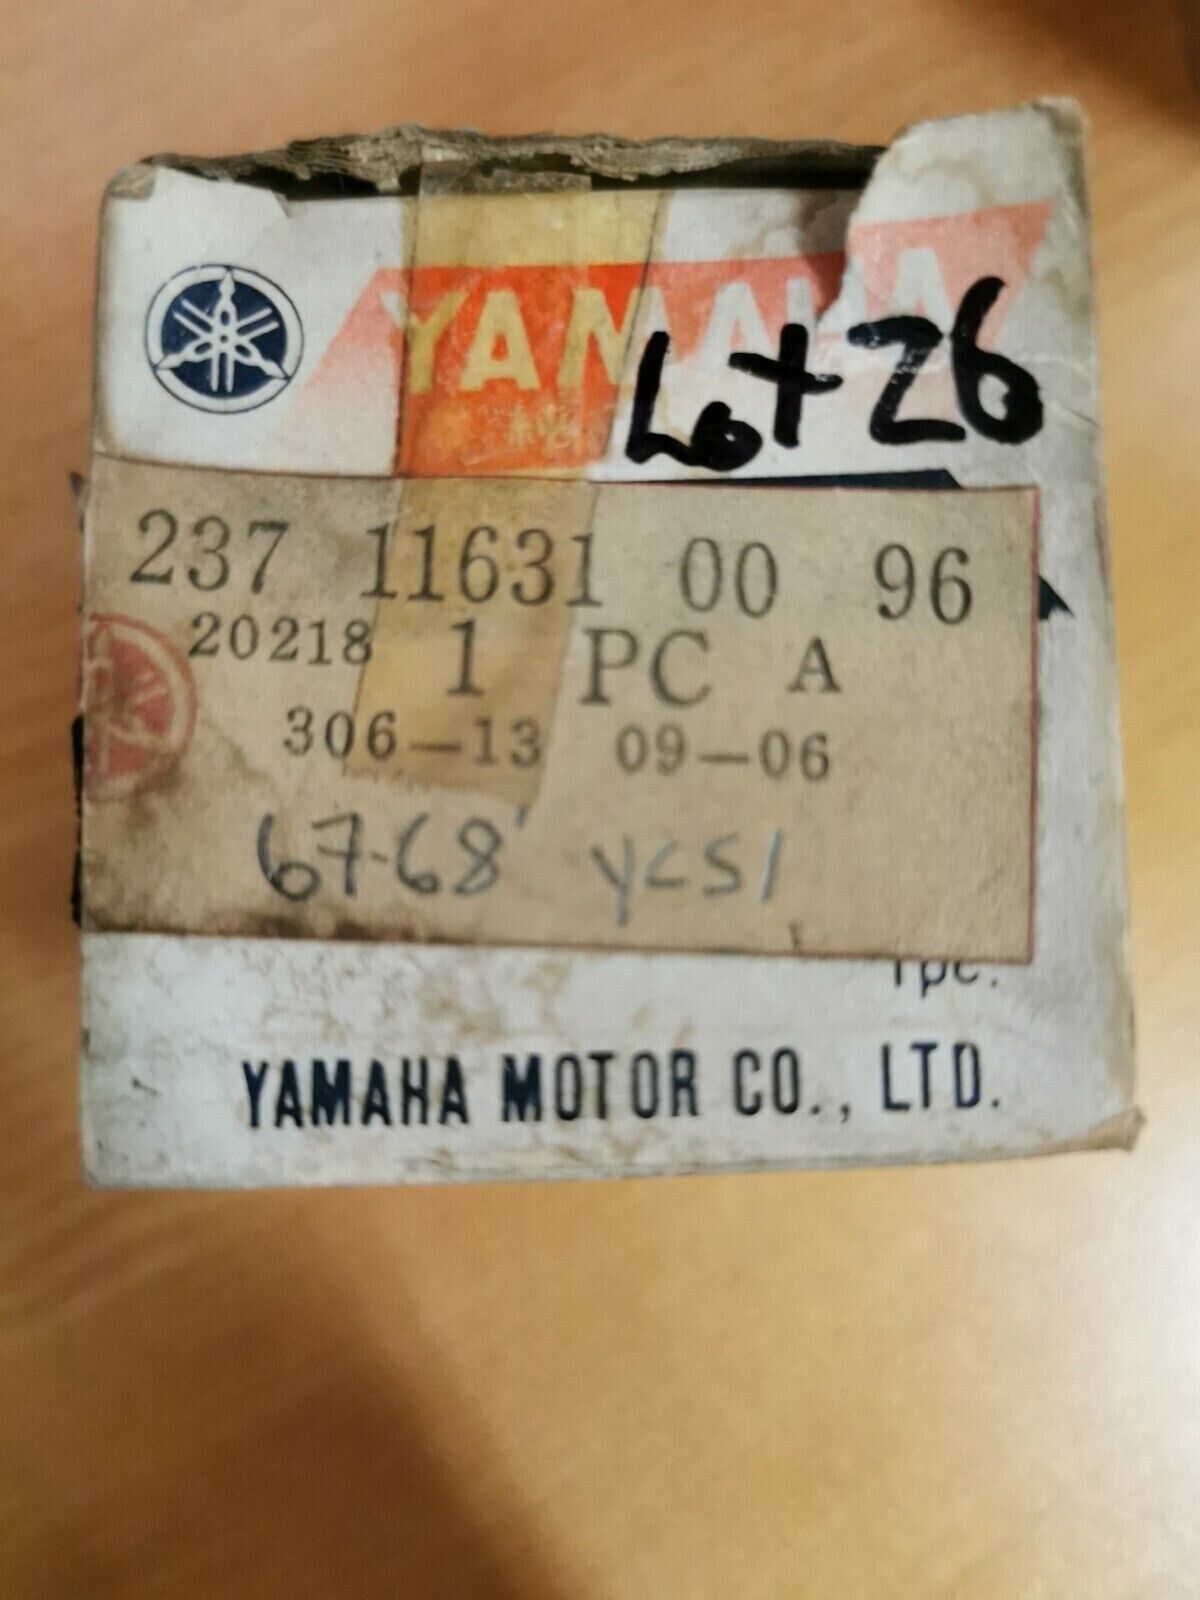 YAMAHA
Lot 26
237 11631 00 96
20218 1 PC A
306-13 09-06
67-68' YCS1
1pc.
YAMAHA MOTOR CO., LTD.